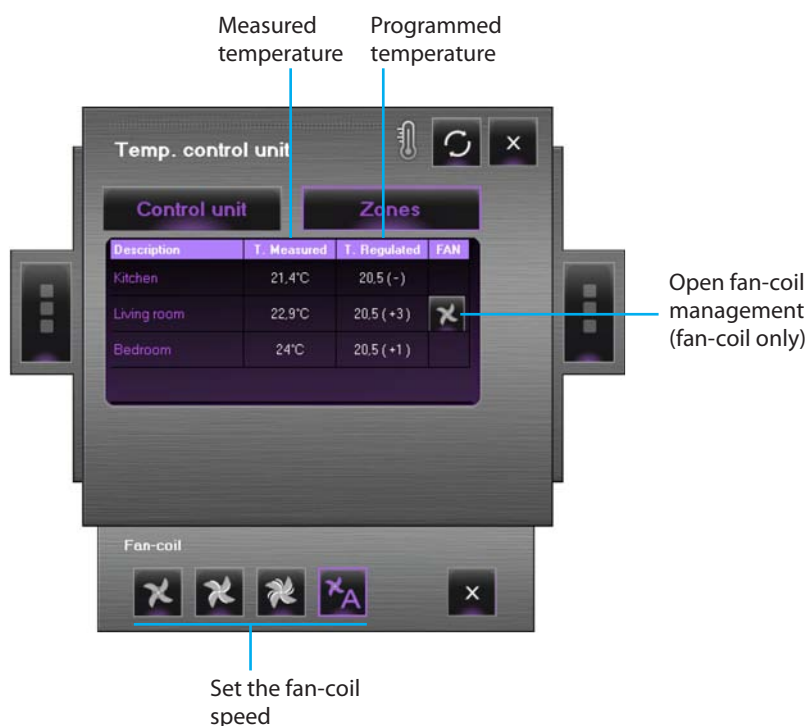 Measured
temperature
Programmed
temperature
Temp. control unit
x
Control unit
Zones
Description T. Measured T. Regulated FAN
Kitchen 21,4°C 20,5 (-)
Living room 22,9°C 20,5 (+3)
Bedroom 24°C 20,5 (+1)
Open fan-coil
management
(fan-coil only)
Fan-coil
A x
Set the fan-coil
speed